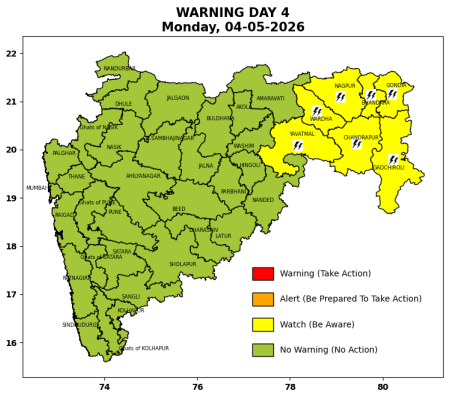 WARNING DAY 4
Monday, 04-05-2026
22
21
20
19
18
17
16
74
76
78
80
NANDURBAR
DHULE
JALGAON
BULDHANA
AKOLA
AMARAVATI
NAGPUR
GONDIA
BHANDARA
WARDHA
Ghats of NASIK
NASIK
SAMBHAJINAGAR
WASHIM
YAVATMAL
CHANDRAPUR
GADCHIROLI
PALGHAR
THANE
AHILYANAGAR
JALNA
HINGOLI
PARBHANI
NANDED
MUMBAI
Ghats of PUNE
RAIGAD
PUNE
BEED
DHARASHIV
LATUR
SATARA
Ghats of SATARA
SHOLAPUR
RATNAGIRI
SANGLI
KOLHAPUR
SINDHUDURG
Ghats of KOLHAPUR
Warning (Take Action)
Alert (Be Prepared To Take Action)
Watch (Be Aware)
No Warning (No Action)